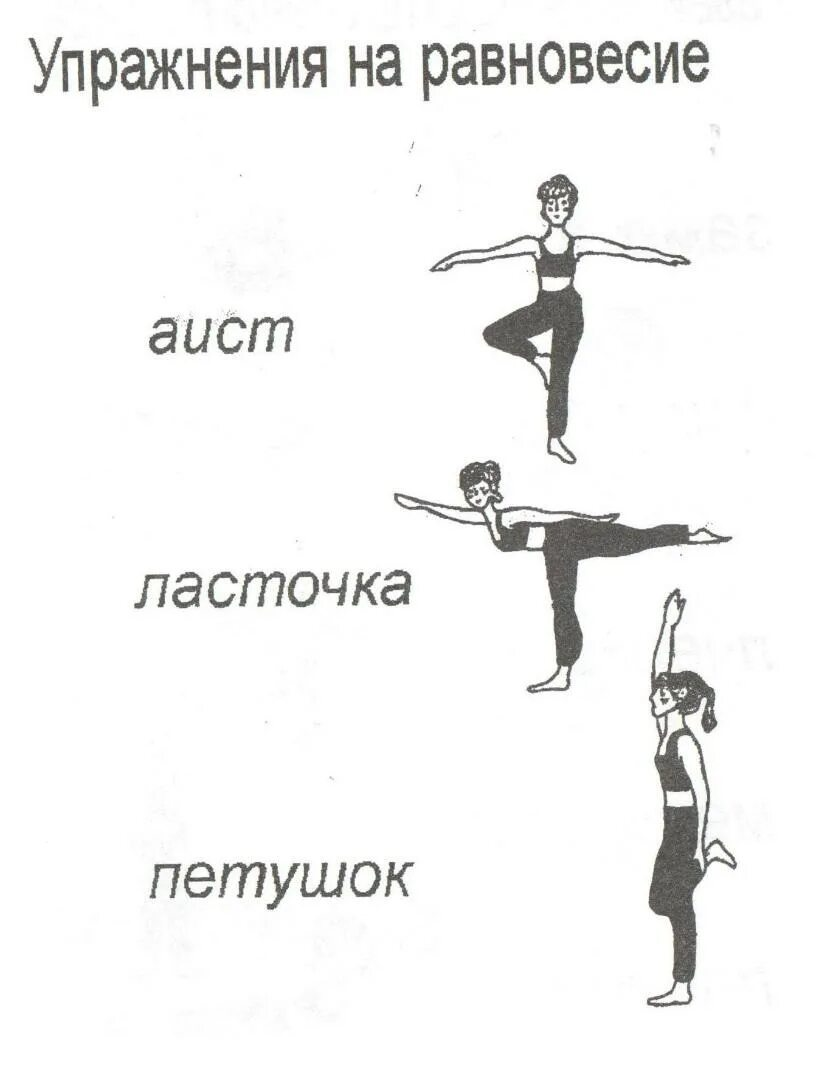 Упражнения на равновесие
аист
ласточка
петушок